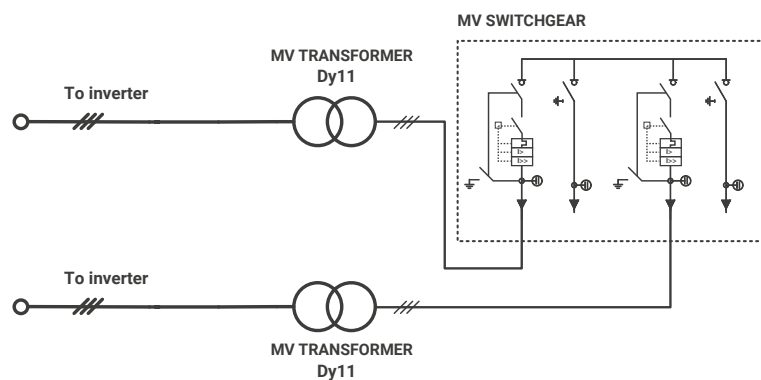 MV SWITCHGEAR
MV TRANSFORMER
Dy11
To inverter
I>
I>>
I>
I>>
To inverter
MV TRANSFORMER
Dy11